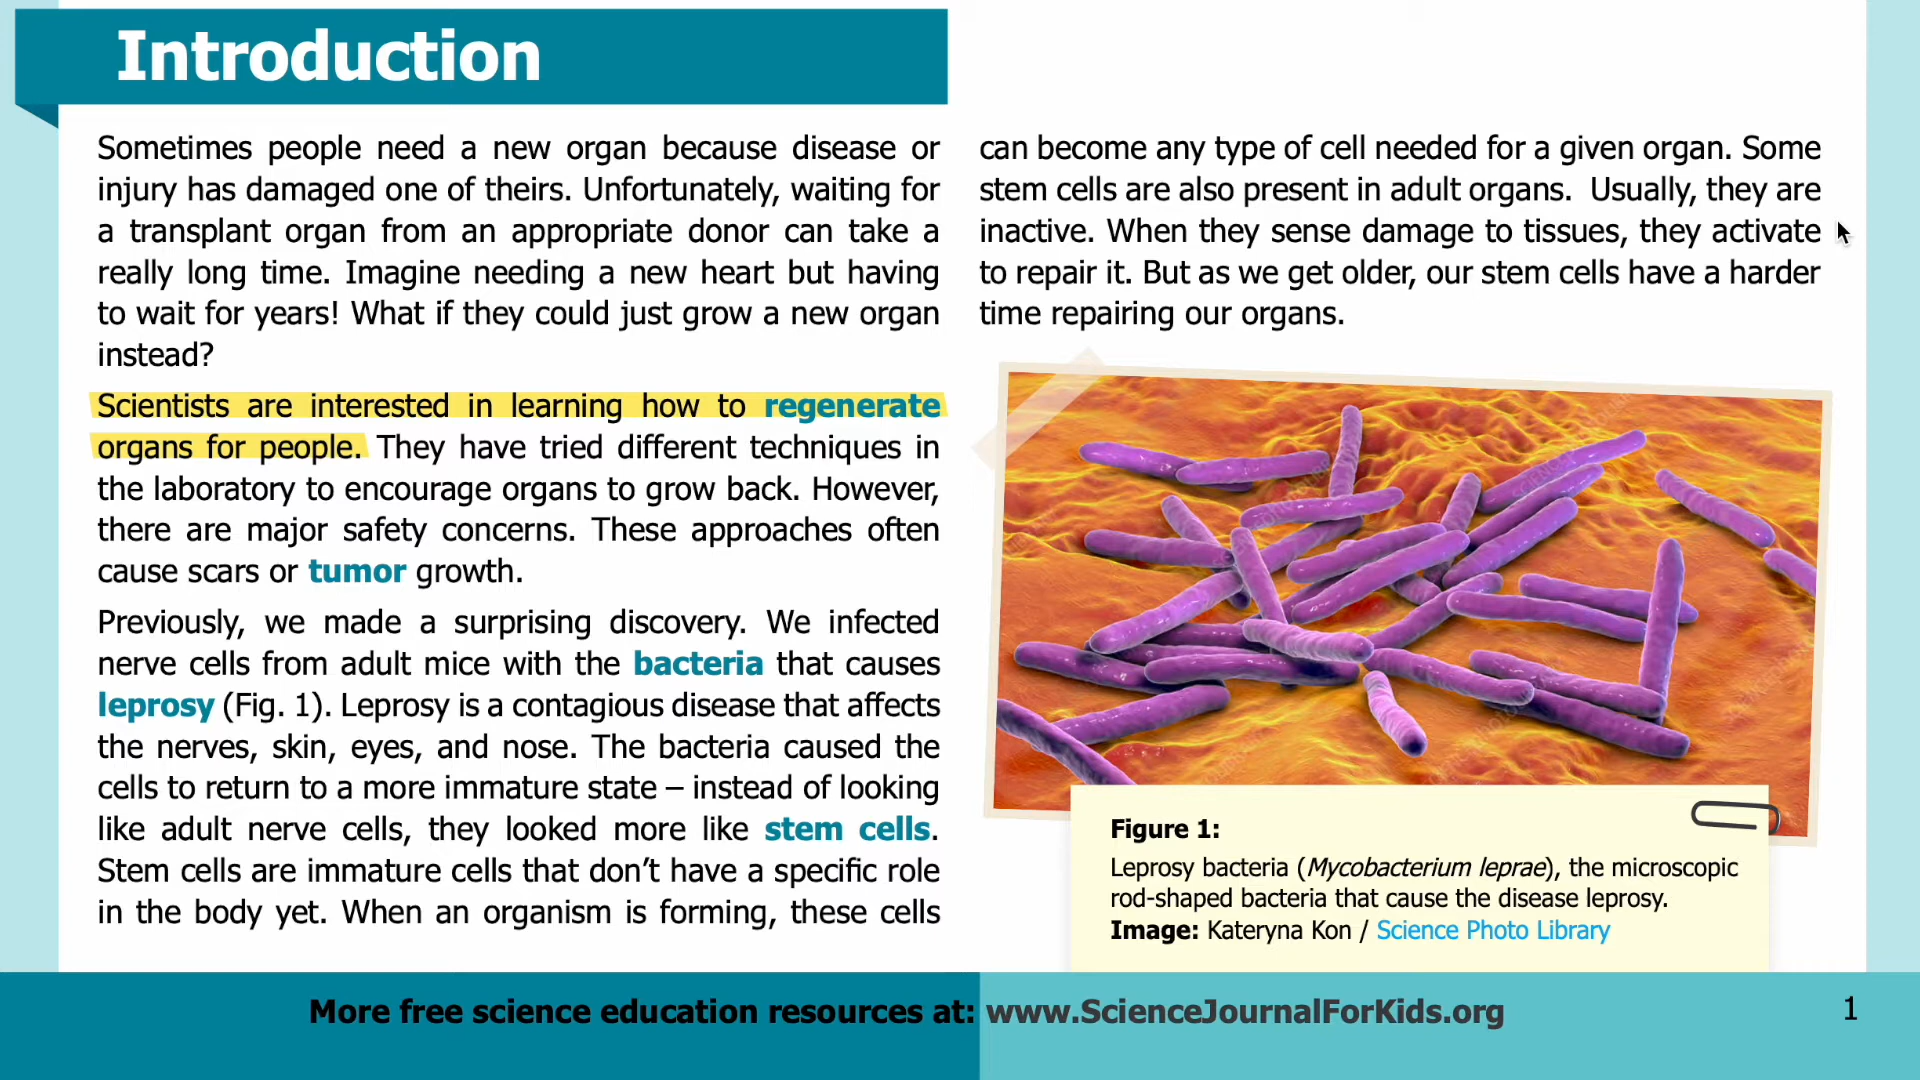 Introduction
Sometimes people need a new organ because disease or
injury has damaged one of theirs. Unfortunately, waiting for
a transplant organ from an appropriate donor can take a
really long time. Imagine needing a new heart but having
to wait for years! What if they could just grow a new organ
instead?
Scientists are interested in learning how to regenerate
organs for people. They have tried different techniques in
the laboratory to encourage organs to grow back. However,
there are major safety concerns. These approaches often
cause scars or tumor growth.
Previously, we made a surprising discovery. We infected
nerve cells from adult mice with the bacteria that causes
leprosy (Fig. 1). Leprosy is a contagious disease that affects
the nerves, skin, eyes, and nose. The bacteria caused the
cells to return to a more immature state – instead of looking
like adult nerve cells, they looked more like stem cells.
Stem cells are immature cells that don’t have a specific role
in the body yet. When an organism is forming, these cells
can become any type of cell needed for a given organ. Some
stem cells are also present in adult organs. Usually, they are
inactive. When they sense damage to tissues, they activate
to repair it. But as we get older, our stem cells have a harder
time repairing our organs.
Figure 1:
Leprosy bacteria (Mycobacterium leprae), the microscopic
rod-shaped bacteria that cause the disease leprosy.
Image: Kateryna Kon / Science Photo Library
More free science education resources at: www.ScienceJournalForKids.org
1